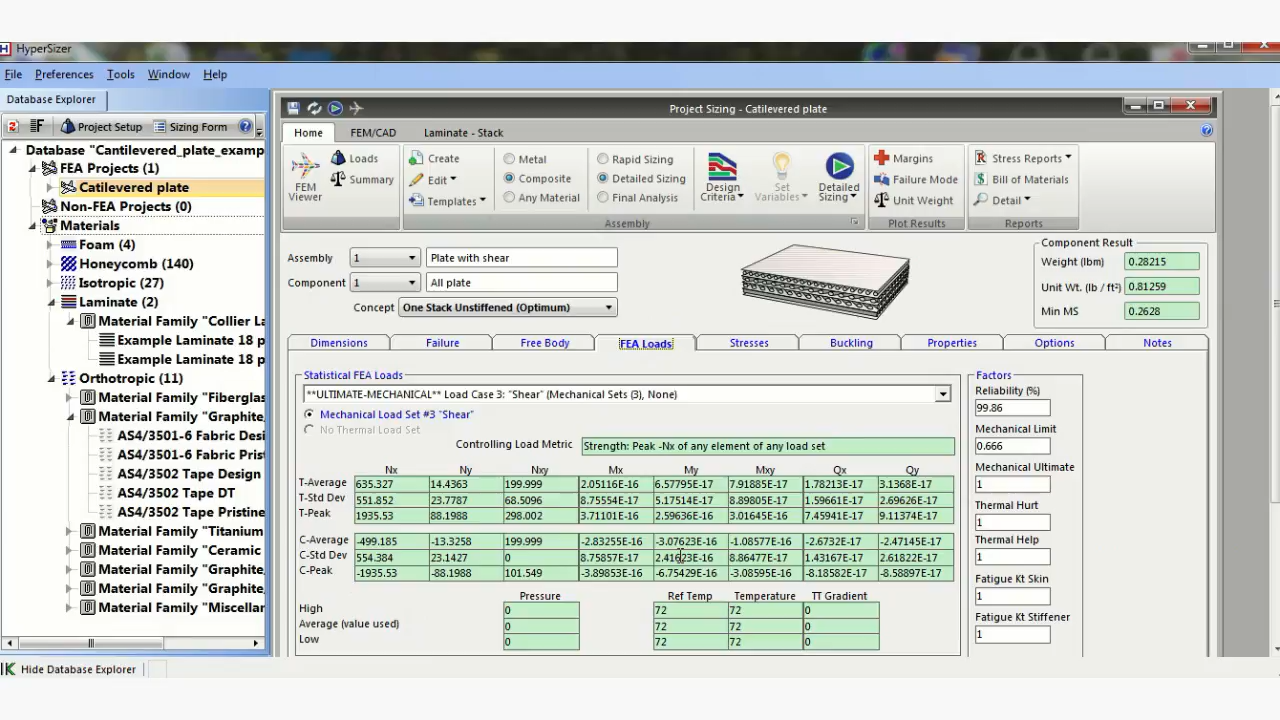 HyperSizer
File Preferences Tools Window Help
Database Explorer
Project Setup Sizing Form
Database "Cantilevered_plate_examp
FEA Projects (1)
Catilevered plate
Non-FEA Projects (0)
Materials
Foam (4)
Honeycomb (140)
Isotropic (27)
Laminate (2)
Material Family "Collier La
Example Laminate 18 p
Example Laminate 18 p
Orthotropic (11)
Material Family "Fiberglas
Material Family "Graphite,
AS4/3501-6 Fabric Desi
AS4/3501-6 Fabric Prist
AS4/3502 Tape Design
AS4/3502 Tape DT
AS4/3502 Tape Pristine
Material Family "Titanium
Material Family "Ceramic
Material Family "Graphite,
Material Family "Miscellar
Hide Database Explorer
Project Sizing - Catilevered plate
Home FEM/CAD Laminate - Stack
FEM Viewer
Loads
Summary
Create
Edit
Templates
Metal
Composite
Any Material
Rapid Sizing
Detailed Sizing
Final Analysis
Design Criteria
Set Variables
Detailed Sizing
Assembly
Margins
Failure Mode
Unit Weight
Plot Results
Stress Reports
Bill of Materials
Detail
Reports
Assembly 1 Plate with shear
Component 1 All plate
Concept One Stack Unstiffened (Optimum)
Component Result
Weight (lbm) 0.28215
Unit Wt. (lb / ft²) 0.81259
Min MS 0.2628
Dimensions Failure Free Body FEA Loads Stresses Buckling Properties Options Notes
Statistical FEA Loads
**ULTIMATE-MECHANICAL** Load Case 3: "Shear" (Mechanical Sets (3), None)
Mechanical Load Set #3 "Shear"
No Thermal Load Set
Controlling Load Metric Strength: Peak -Nx of any element of any load set
Nx Ny Nxy Mx My Mxy Qx Qy
T-Average 635.327 14.4363 199.999 2.05116E-16 6.57795E-17 7.91885E-17 1.78213E-17 3.1368E-17
T-Std Dev 551.852 23.7787 68.5096 8.75554E-17 5.17514E-17 8.89805E-17 1.59661E-17 2.69626E-17
T-Peak 1935.53 88.1988 298.002 3.71101E-16 2.59636E-16 3.01645E-16 7.45941E-17 9.11374E-17
C-Average -499.185 -13.3258 199.999 -2.83255E-16 -3.07623E-16 -1.08577E-16 -2.6732E-17 -2.47145E-17
C-Std Dev 554.384 23.1427 0 8.75857E-17 8.86477E-17 1.43167E-17 2.61822E-17
C-Peak -1935.53 -88.1988 101.549 -3.89853E-16 -6.75429E-16 -3.08595E-16 -8.18582E-17 -8.58897E-17
Pressure Ref Temp Temperature TT Gradient
High 0 72 72 0
Average (value used) 0 72 72 0
Low 0 72 72 0
Factors
Reliability (%)
99.86
Mechanical Limit
0.666
Mechanical Ultimate
1
Thermal Hurt
1
Thermal Help
1
Fatigue Kt Skin
1
Fatigue Kt Stiffener
1